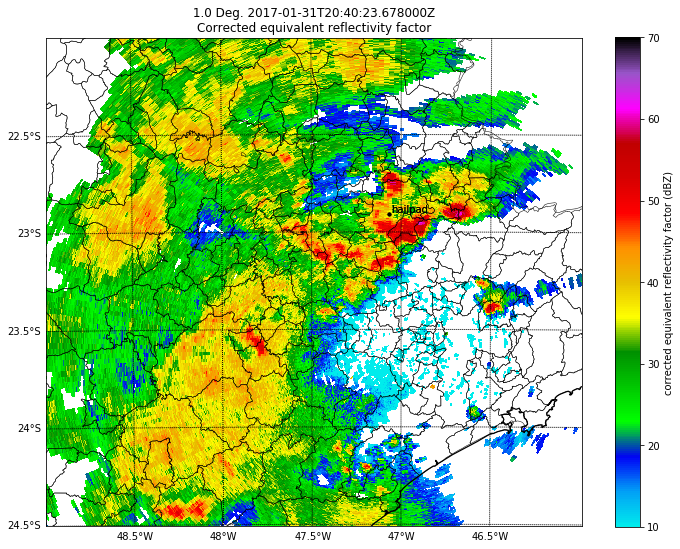 1.0 Deg. 2017-01-31T20:40:23.678000Z
Corrected equivalent reflectivity factor
22.5°S
23°S
23.5°S
24°S
24.5°S
48.5°W
48°W
47.5°W
47°W
46.5°W
hailpad
70
60
50
40
30
20
10
corrected equivalent reflectivity factor (dBZ)